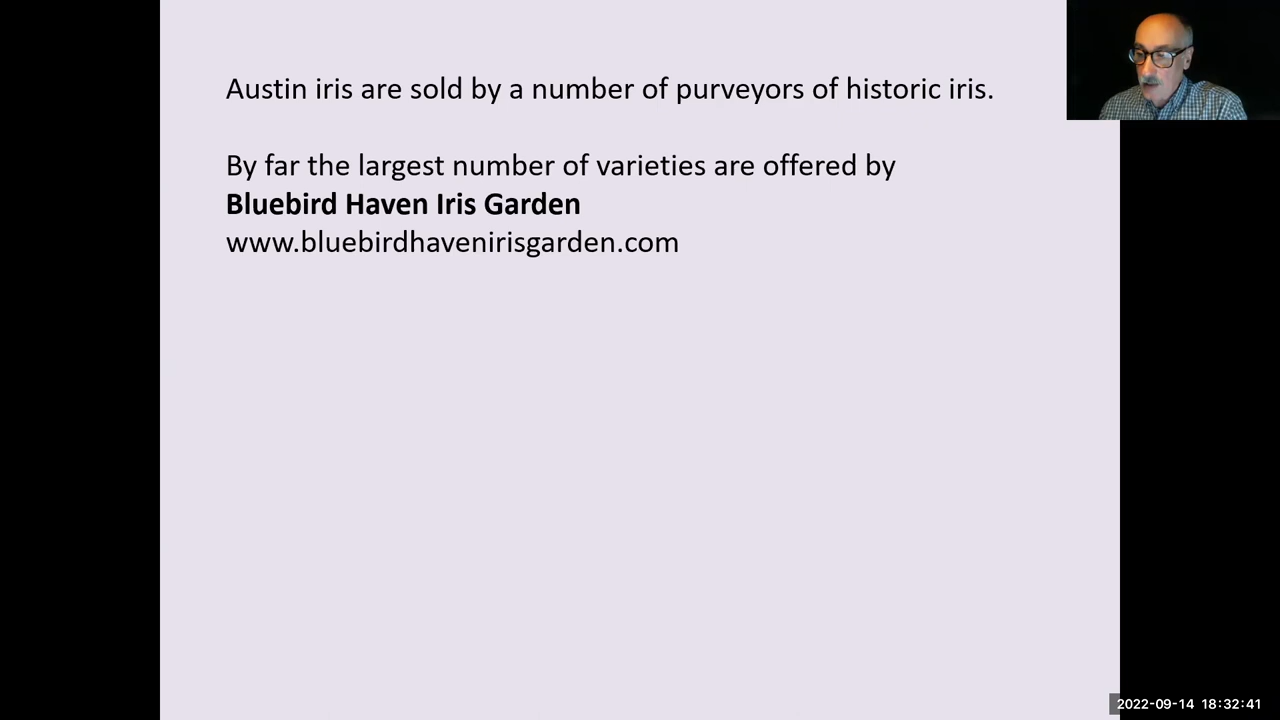 Austin iris are sold by a number of purveyors of historic iris.
By far the largest number of varieties are offered by
Bluebird Haven Iris Garden
www.bluebirdhavenirisgarden.com
2022-09-14 18:32:41